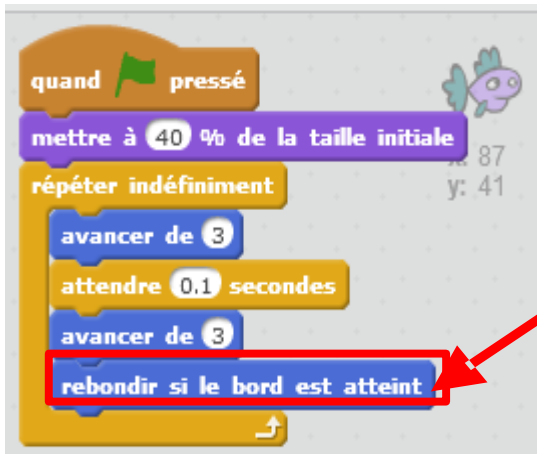 quand pressé
mettre à 40 % de la taille initiale
x: 87
y: 41
répéter indéfiniment
avancer de 3
attendre 0.1 secondes
avancer de 3
rebondir si le bord est atteint